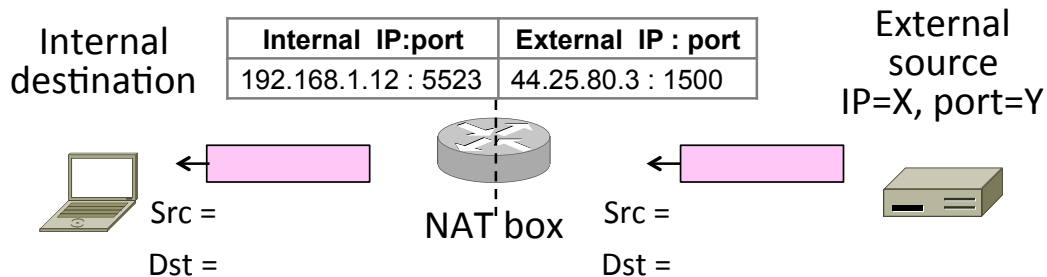 Internal
destination
Internal IP:port External IP : port
192.168.1.12 : 5523 44.25.80.3 : 1500
External
source
IP=X, port=Y
Src =
Dst =
NAT box
Src =
Dst =